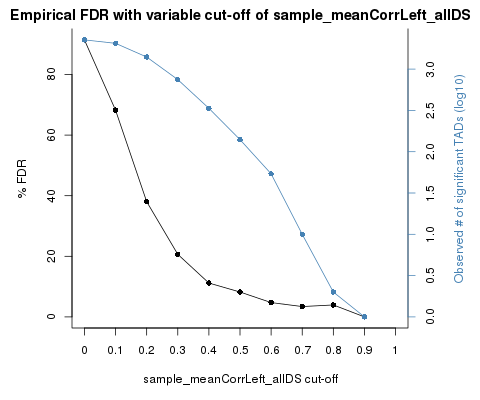 Empirical FDR with variable cut-off of sample_meanCorrLeft_allDS
% FDR
0
20
40
60
80
0.0
0.5
1.0
1.5
2.0
2.5
3.0
Observed # of significant TADs (log10)
0 0.1 0.2 0.3 0.4 0.5 0.6 0.7 0.8 0.9 1
sample_meanCorrLeft_allDS cut-off